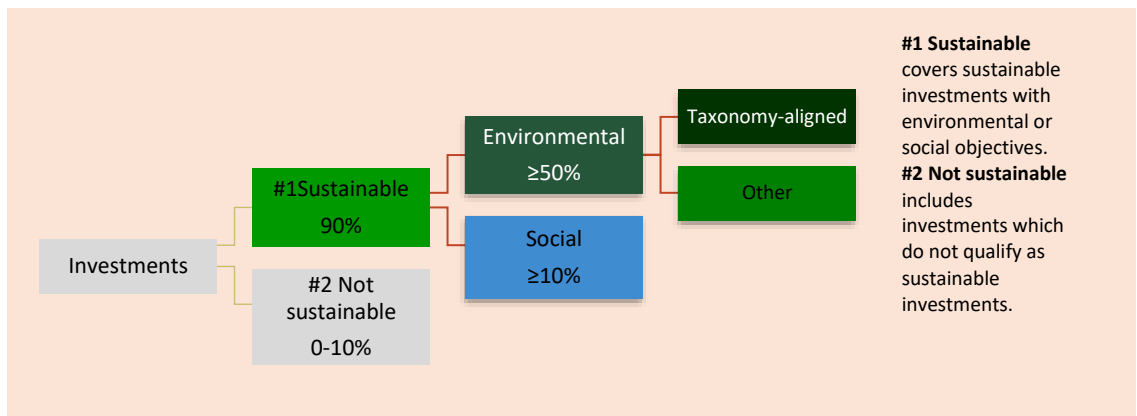 Investments
#1Sustainable
90%
#2 Not
sustainable
0-10%
Environmental
≥50%
Social
≥10%
Taxonomy-aligned
Other
#1 Sustainable
covers sustainable
investments with
environmental or
social objectives.
#2 Not sustainable
includes
investments which
do not qualify as
sustainable
investments.